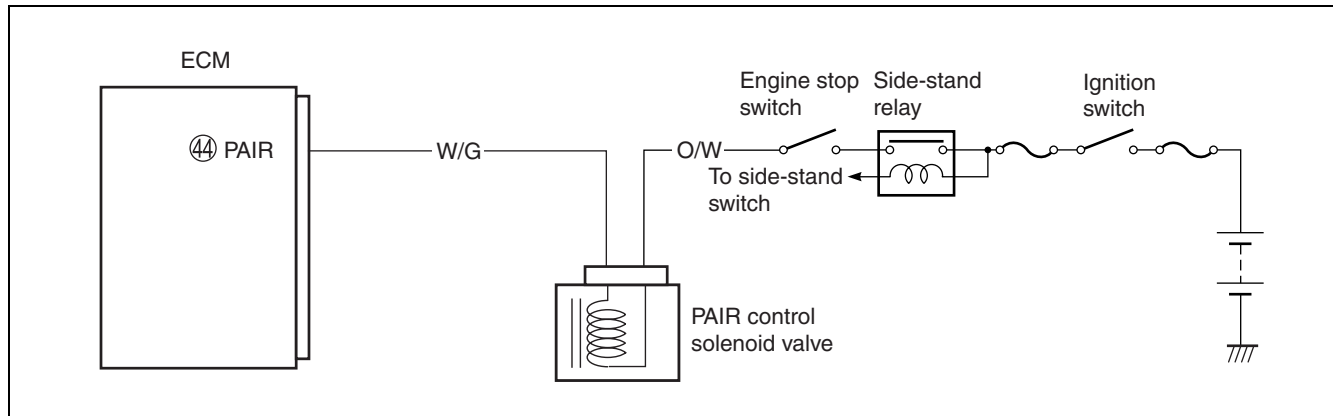 ECM
㊹ PAIR
W/G
O/W
Engine stop
switch
Side-stand
relay
Ignition
switch
To side-stand
switch
PAIR control
solenoid valve